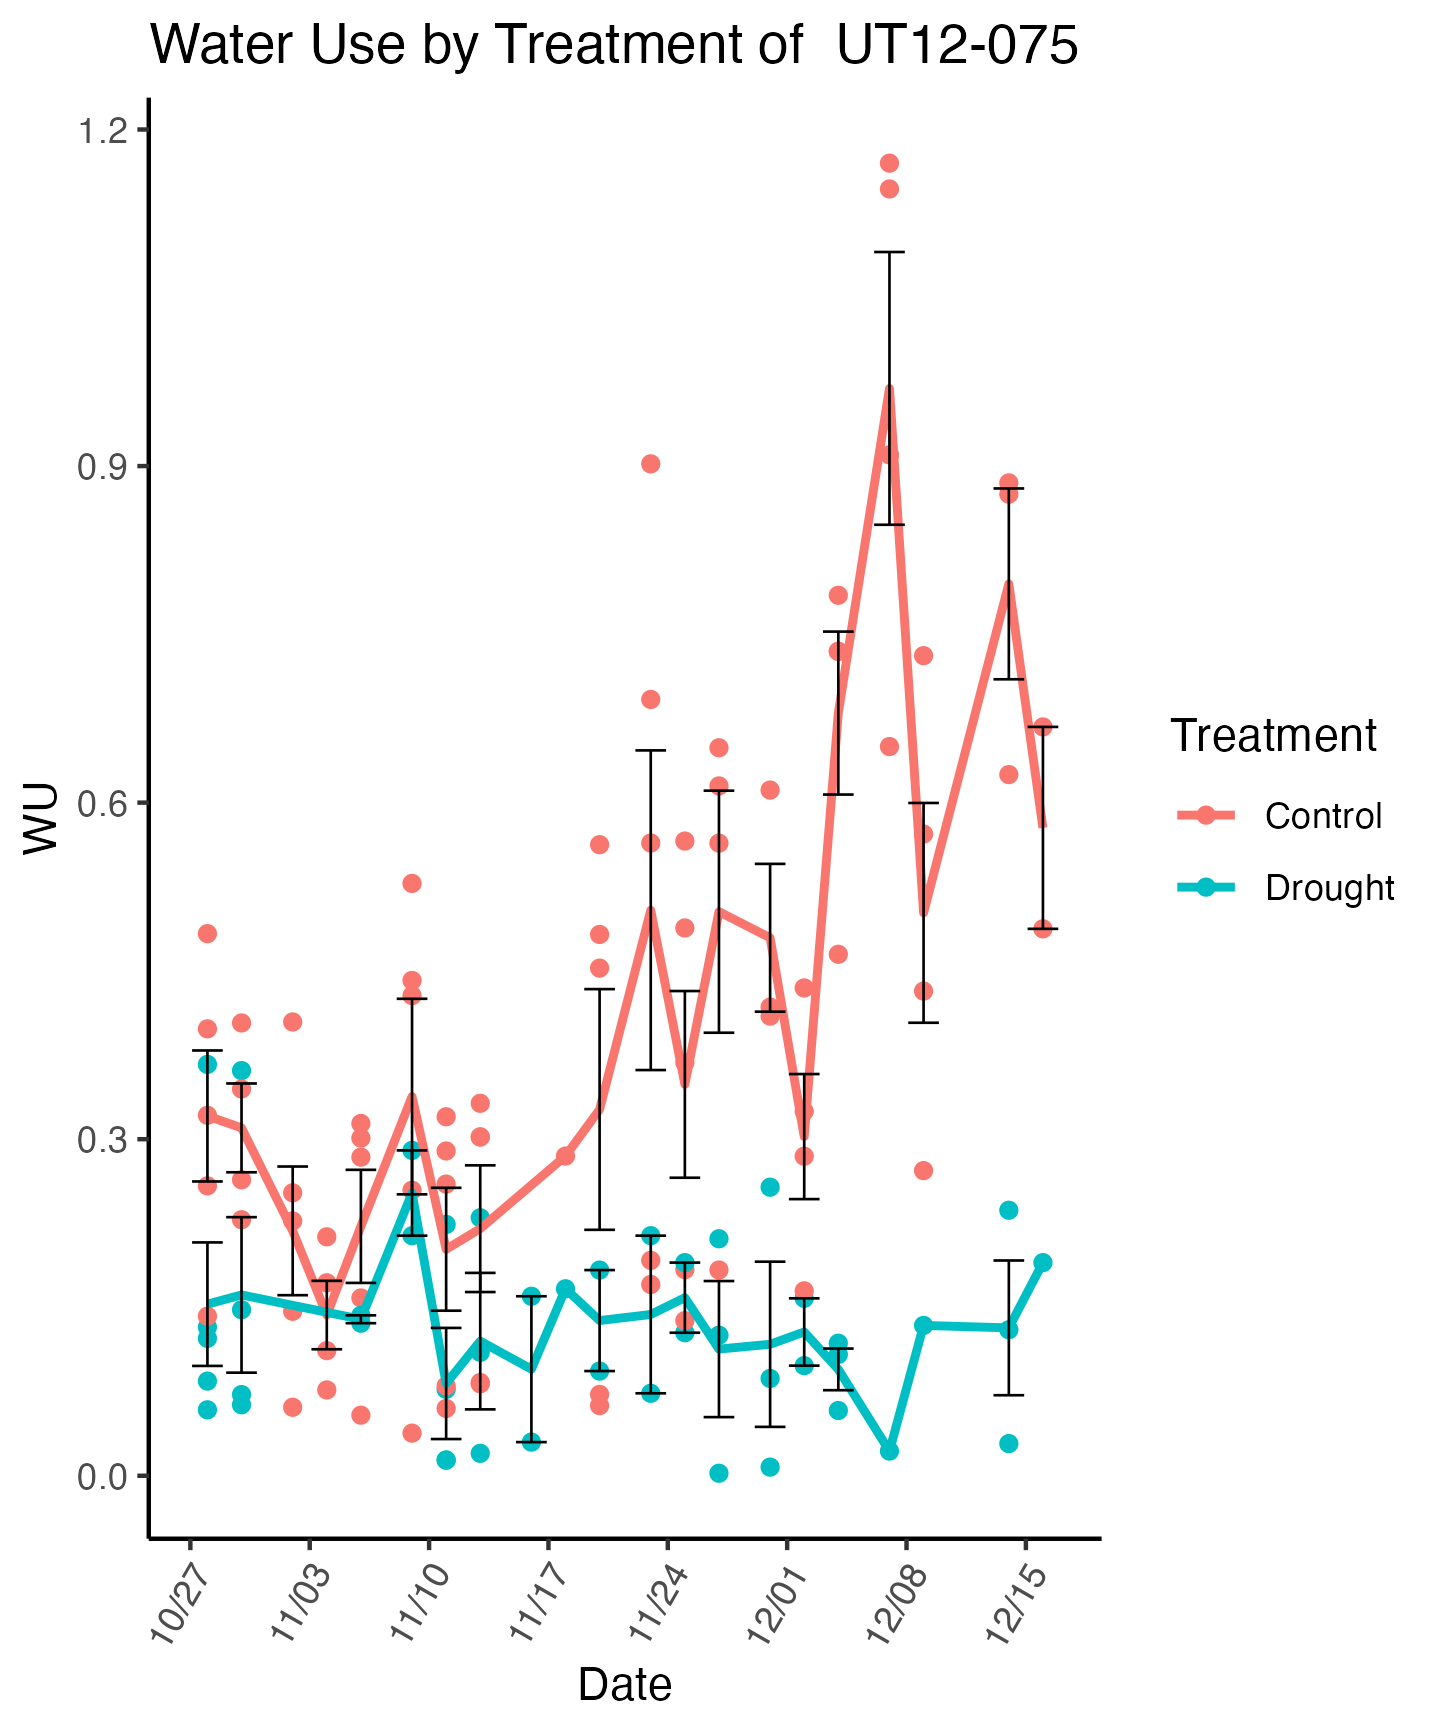 Water Use by Treatment of  UT12-075
1.2
0.9
0.6
0.3
0.0
WU
10/27
11/03
11/10
11/17
11/24
12/01
12/08
12/15
Date
Treatment
Control
Drought